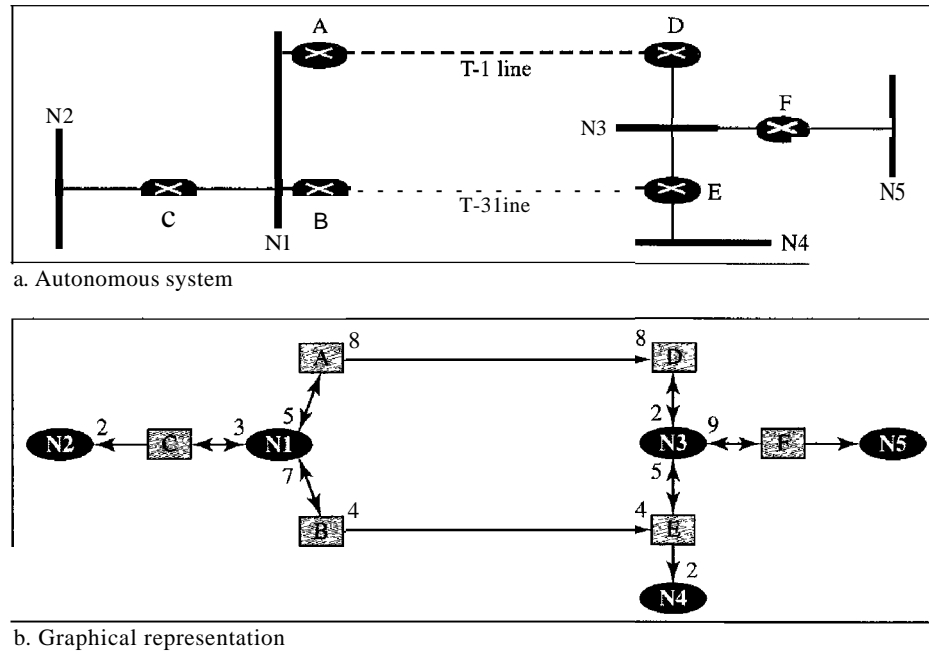 A
D
T-1 line
N2
F
N3
C
B
T-31ine
E
N5
N1
N4
a. Autonomous system
8 8
A D
5 2 9
2 3
N2 C N1 N3 F N5
7 5
4 4
B E
2
N4
b. Graphical representation